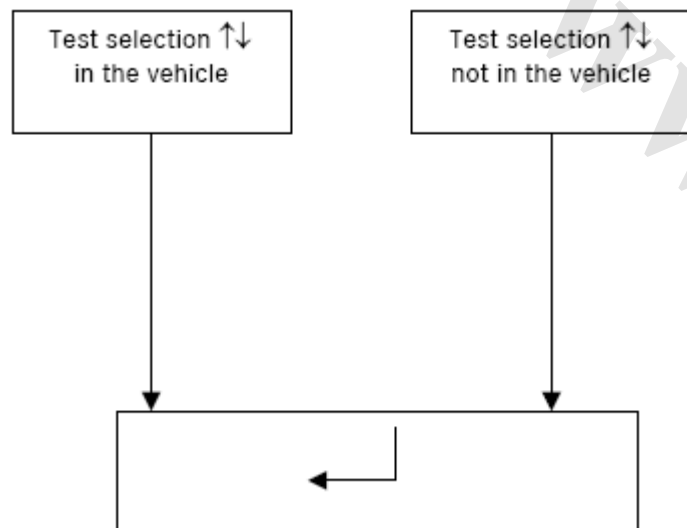 Test selection ↑↓
in the vehicle
Test selection ↑↓
not in the vehicle